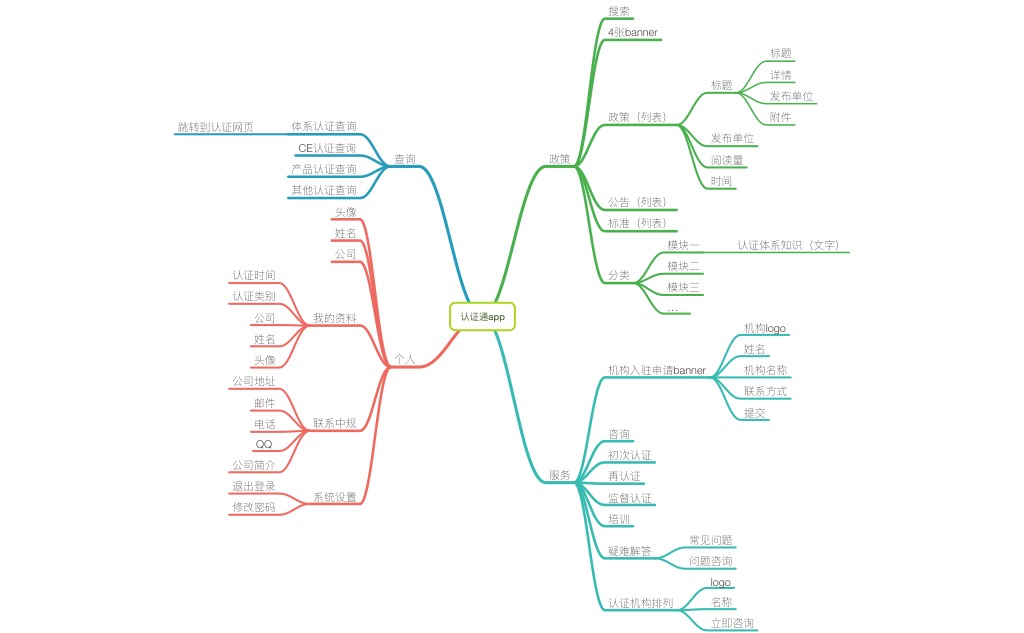 认证通app
政策
搜索
4张banner
政策（列表）
标题
标题
详情
发布单位
附件
发布单位
阅读量
时间
公告（列表）
标准（列表）
分类
模块一
认证体系知识（文字）
模块二
模块三
...
服务
机构入驻申请banner
机构logo
姓名
机构名称
联系方式
提交
咨询
初次认证
再认证
监督认证
培训
疑难解答
常见问题
问题咨询
认证机构排列
logo
名称
立即咨询
查询
体系认证查询
跳转到认证网页
CE认证查询
产品认证查询
其他认证查询
个人
头像
姓名
公司
我的资料
认证时间
认证类别
公司
姓名
头像
联系中规
公司地址
邮件
电话
QQ
公司简介
系统设置
退出登录
修改密码